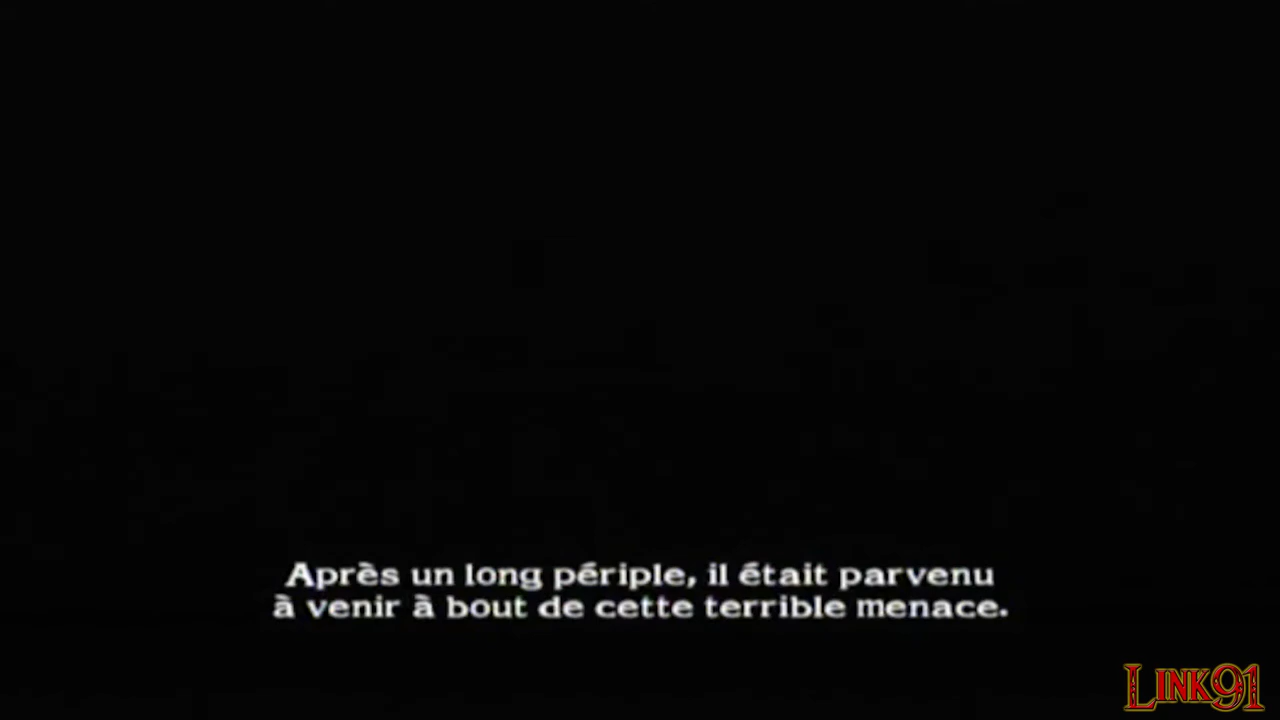 Après un long périple, il était parvenu
à venir à bout de cette terrible menace.
LINK91